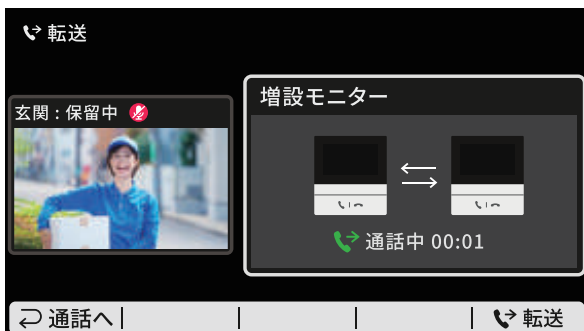 転送
玄関：保留中
増設モニター
通話中 00:01
通話へ
転送